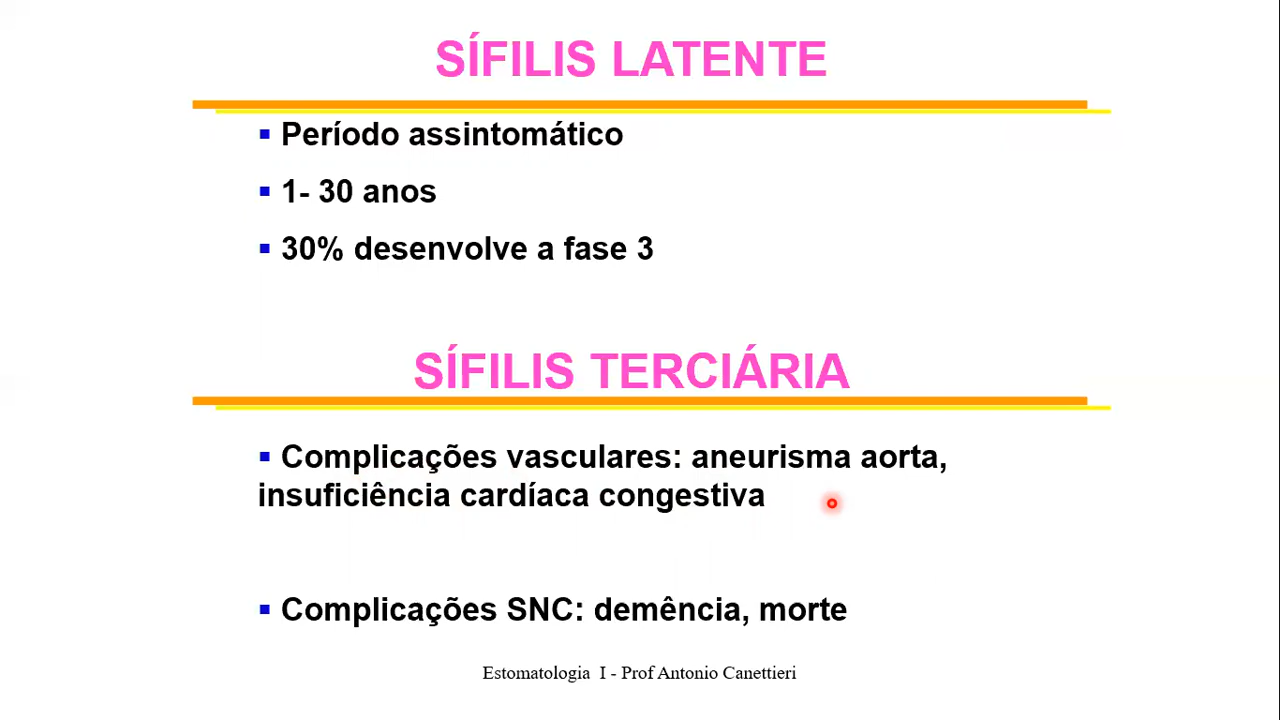 SÍFILIS LATENTE
▪ Período assintomático
▪ 1- 30 anos
▪ 30% desenvolve a fase 3
SÍFILIS TERCIÁRIA
▪ Complicações vasculares: aneurisma aorta,
insuficiência cardíaca congestiva
▪ Complicações SNC: demência, morte
Estomatologia I - Prof Antonio Canettieri